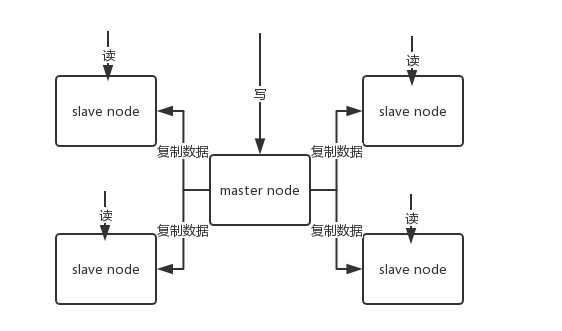 读
写
读
slave node
slave node
复制数据
复制数据
master node
读
读
复制数据
复制数据
slave node
slave node